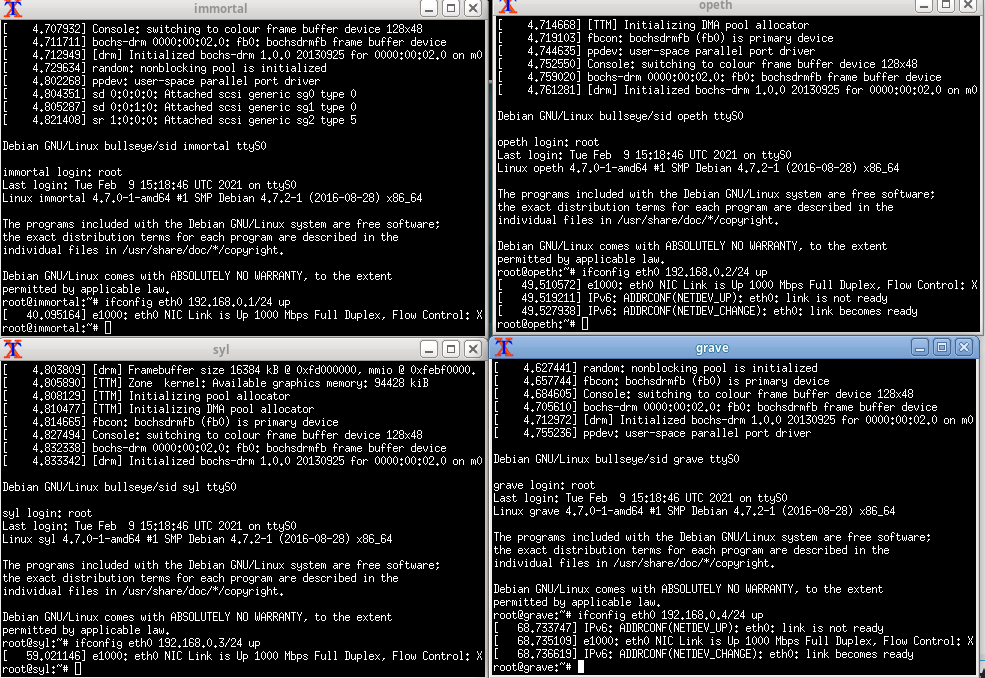 immortal
[    4.707932] Console: switching to colour frame buffer device 128x48
[    4.711711] bochs-drm 0000:00:02.0: fb0: bochsdrmfb frame buffer device
[    4.712949] [drm] Initialized bochs-drm 1.0.0 20130925 for 0000:00:02.0 on m0
[    4.729634] random: nonblocking pool is initialized
[    4.802268] ppdev: user-space parallel port driver
[    4.804351] sd 0:0:0:0: Attached scsi generic sg0 type 0
[    4.805287] sd 0:0:1:0: Attached scsi generic sg1 type 0
[    4.821408] sr 1:0:0:0: Attached scsi generic sg2 type 5
Debian GNU/Linux bullseye/sid immortal ttyS0
immortal login: root
Last login: Tue Feb  9 15:18:46 UTC 2021 on ttyS0
Linux immortal 4.7.0-1-amd64 #1 SMP Debian 4.7.2-1 (2016-08-28) x86_64
The programs included with the Debian GNU/Linux system are free software;
the exact distribution terms for each program are described in the
individual files in /usr/share/doc/*/copyright.
Debian GNU/Linux comes with ABSOLUTELY NO WARRANTY, to the extent
permitted by applicable law.
root@immortal:~# ifconfig eth0 192.168.0.1/24 up
[   40.095164] e1000: eth0 NIC Link is Up 1000 Mbps Full Duplex, Flow Control: X
root@immortal:~#
opeth
[    4.714668] [TTM] Initializing DMA pool allocator
[    4.719103] fbcon: bochsdrmfb (fb0) is primary device
[    4.744635] ppdev: user-space parallel port driver
[    4.752550] Console: switching to colour frame buffer device 128x48
[    4.759020] bochs-drm 0000:00:02.0: fb0: bochsdrmfb frame buffer device
[    4.761281] [drm] Initialized bochs-drm 1.0.0 20130925 for 0000:00:02.0 on m0
Debian GNU/Linux bullseye/sid opeth ttyS0
opeth login: root
Last login: Tue Feb  9 15:18:46 UTC 2021 on ttyS0
Linux opeth 4.7.0-1-amd64 #1 SMP Debian 4.7.2-1 (2016-08-28) x86_64
The programs included with the Debian GNU/Linux system are free software;
the exact distribution terms for each program are described in the
individual files in /usr/share/doc/*/copyright.
Debian GNU/Linux comes with ABSOLUTELY NO WARRANTY, to the extent
permitted by applicable law.
root@opeth:~# ifconfig eth0 192.168.0.2/24 up
[   49.510572] e1000: eth0 NIC Link is Up 1000 Mbps Full Duplex, Flow Control: X
[   49.519211] IPv6: ADDRCONF(NETDEV_UP): eth0: link is not ready
[   49.527938] IPv6: ADDRCONF(NETDEV_CHANGE): eth0: link becomes ready
root@opeth:~#
syl
[    4.803809] [drm] Framebuffer size 16384 kB @ 0xfd000000, mmio @ 0xfebf0000.
[    4.805890] [TTM] Zone  kernel: Available graphics memory: 94428 kiB
[    4.808129] [TTM] Initializing pool allocator
[    4.810477] [TTM] Initializing DMA pool allocator
[    4.814665] fbcon: bochsdrmfb (fb0) is primary device
[    4.827494] Console: switching to colour frame buffer device 128x48
[    4.832338] bochs-drm 0000:00:02.0: fb0: bochsdrmfb frame buffer device
[    4.833342] [drm] Initialized bochs-drm 1.0.0 20130925 for 0000:00:02.0 on m0
Debian GNU/Linux bullseye/sid syl ttyS0
syl login: root
Last login: Tue Feb  9 15:18:46 UTC 2021 on ttyS0
Linux syl 4.7.0-1-amd64 #1 SMP Debian 4.7.2-1 (2016-08-28) x86_64
The programs included with the Debian GNU/Linux system are free software;
the exact distribution terms for each program are described in the
individual files in /usr/share/doc/*/copyright.
Debian GNU/Linux comes with ABSOLUTELY NO WARRANTY, to the extent
permitted by applicable law.
root@syl:~# ifconfig eth0 192.168.0.3/24 up
[   59.021146] e1000: eth0 NIC Link is Up 1000 Mbps Full Duplex, Flow Control: X
root@syl:~#
grave
[    4.627441] random: nonblocking pool is initialized
[    4.657744] fbcon: bochsdrmfb (fb0) is primary device
[    4.684605] Console: switching to colour frame buffer device 128x48
[    4.705610] bochs-drm 0000:00:02.0: fb0: bochsdrmfb frame buffer device
[    4.712972] [drm] Initialized bochs-drm 1.0.0 20130925 for 0000:00:02.0 on m0
[    4.755236] ppdev: user-space parallel port driver
Debian GNU/Linux bullseye/sid grave ttyS0
grave login: root
Last login: Tue Feb  9 15:18:46 UTC 2021 on ttyS0
Linux grave 4.7.0-1-amd64 #1 SMP Debian 4.7.2-1 (2016-08-28) x86_64
The programs included with the Debian GNU/Linux system are free software;
the exact distribution terms for each program are described in the
individual files in /usr/share/doc/*/copyright.
Debian GNU/Linux comes with ABSOLUTELY NO WARRANTY, to the extent
permitted by applicable law.
root@grave:~# ifconfig eth0 192.168.0.4/24 up
[   68.733747] IPv6: ADDRCONF(NETDEV_UP): eth0: link is not ready
[   68.735109] e1000: eth0 NIC Link is Up 1000 Mbps Full Duplex, Flow Control: X
[   68.736619] IPv6: ADDRCONF(NETDEV_CHANGE): eth0: link becomes ready
root@grave:~#